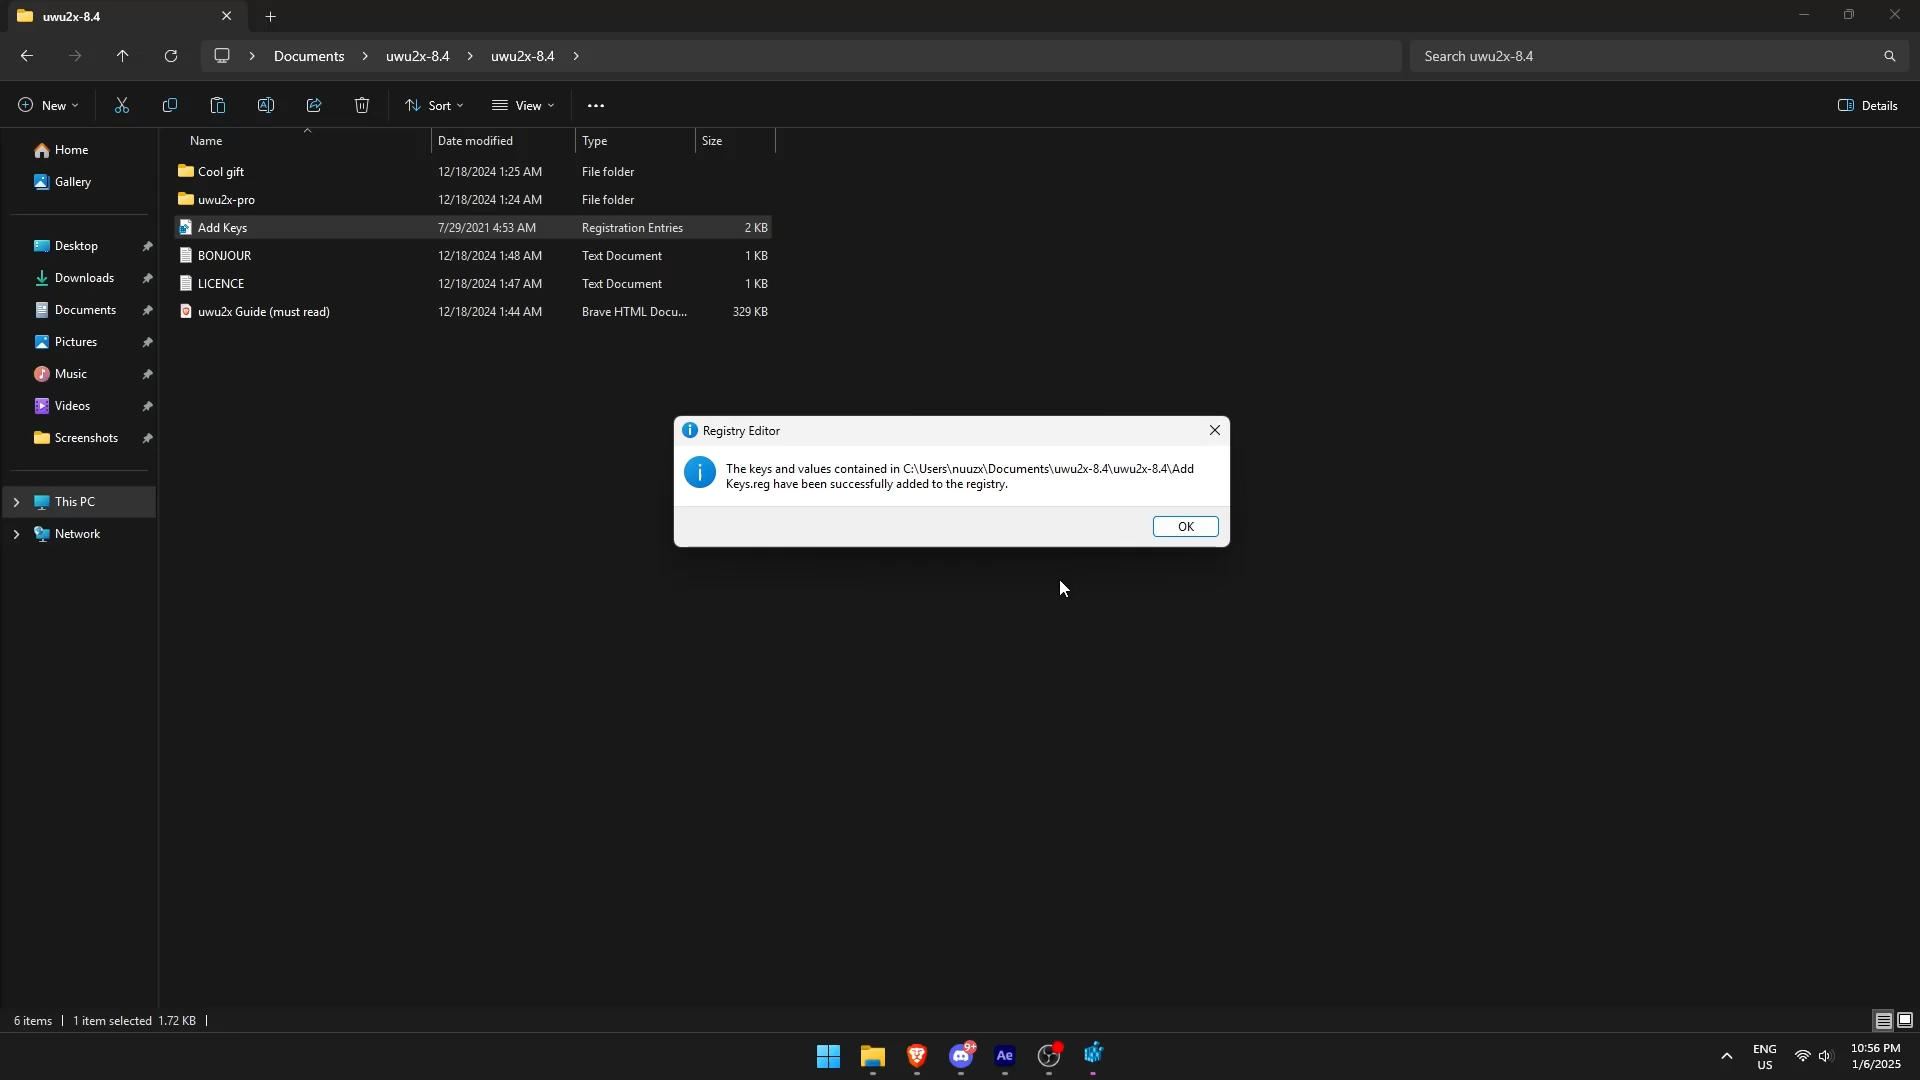 uwu2x-8.4
Documents
uwu2x-8.4
uwu2x-8.4
Search uwu2x-8.4
New
Sort
View
Details
Name
Date modified
Type
Size
Home
Gallery
Desktop
Downloads
Documents
Pictures
Music
Videos
Screenshots
This PC
Network
Cool gift 12/18/2024 1:25 AM File folder
uwu2x-pro 12/18/2024 1:24 AM File folder
Add Keys 7/29/2021 4:53 AM Registration Entries 2 KB
BONJOUR 12/18/2024 1:48 AM Text Document 1 KB
LICENCE 12/18/2024 1:47 AM Text Document 1 KB
uwu2x Guide (must read) 12/18/2024 1:44 AM Brave HTML Docu... 329 KB
Registry Editor
The keys and values contained in C:\Users\nuuzx\Documents\uwu2x-8.4\uwu2x-8.4\Add
Keys.reg have been successfully added to the registry.
OK
6 items 1 item selected 1.72 KB
9+
Ae
ENG
US
10:56 PM
1/6/2025